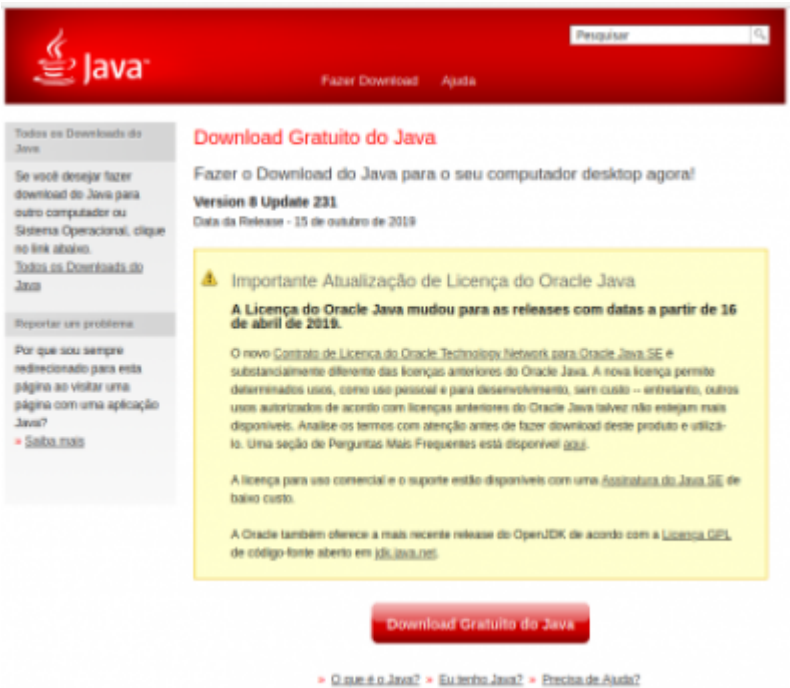 Java
Pesquisar
Fazer Download Ajuda
Todos os Downloads do
Java
Se você desejar fazer
download do Java para
outro computador ou
Sistema Operacional, clique
no link abaixo.
Todos os Downloads do
Java
Reportar um problema
Por que sou sempre
redirecionado para esta
página ao visitar uma
página com uma aplicação
Java?
» Saiba mais
Download Gratuito do Java
Fazer o Download do Java para o seu computador desktop agora!
Version 8 Update 231
Data da Release - 15 de outubro de 2019
Importante Atualização de Licença do Oracle Java
A Licença do Oracle Java mudou para as releases com datas a partir de 16
de abril de 2019.
O novo Contrato de Licença do Oracle Technology Network para Oracle Java SE é
substancialmente diferente das licenças anteriores do Oracle Java. A nova licença permite
determinados usos, como uso pessoal e para desenvolvimento, sem custo -- entretanto, outros
usos autorizados de acordo com licenças anteriores do Oracle Java talvez não estejam mais
disponíveis. Analise os termos com atenção antes de fazer download deste produto e utilizá-
lo. Uma seção de Perguntas Mais Frequentes está disponível aqui.
A licença para uso comercial e o suporte estão disponíveis com uma Assinatura do Java SE de
baixo custo.
A Oracle também oferece a mais recente release do OpenJDK de acordo com a Licença GPL
de código-fonte aberto em jdk.java.net.
Download Gratuito do Java
» O que é o Java? » Eu tenho Java? » Precisa de Ajuda?